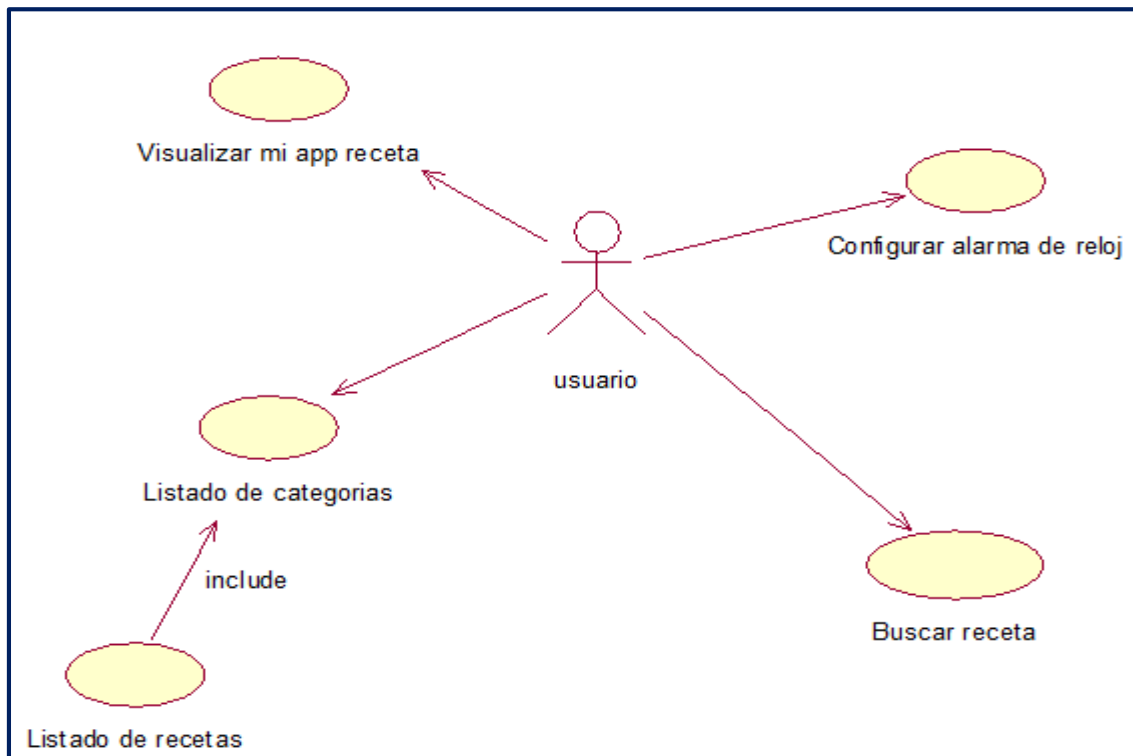 Visualizar mi app receta
Configurar alarma de reloj
usuario
Listado de categorias
include
Buscar receta
Listado de recetas